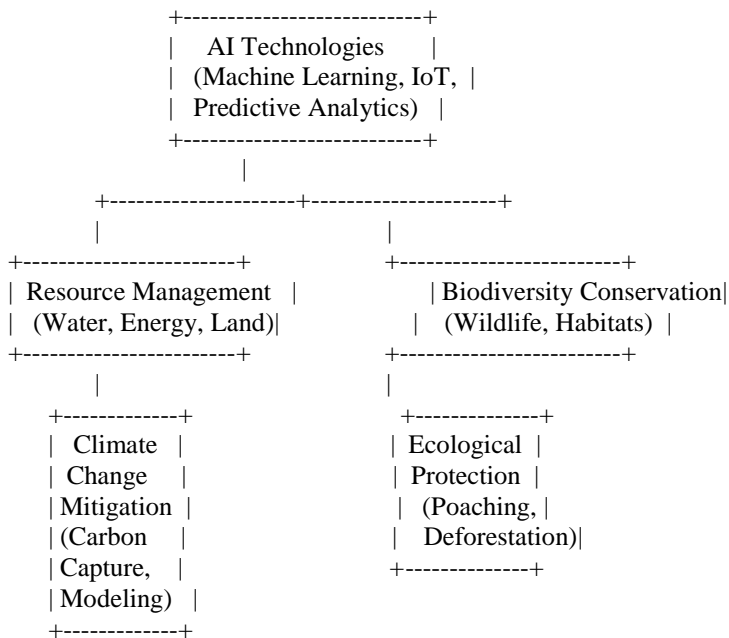 AI Technologies
(Machine Learning, IoT,
Predictive Analytics)
Resource Management
(Water, Energy, Land)
Biodiversity Conservation
(Wildlife, Habitats)
Climate
Change
Mitigation
(Carbon
Capture,
Modeling)
Ecological
Protection
(Poaching,
Deforestation)